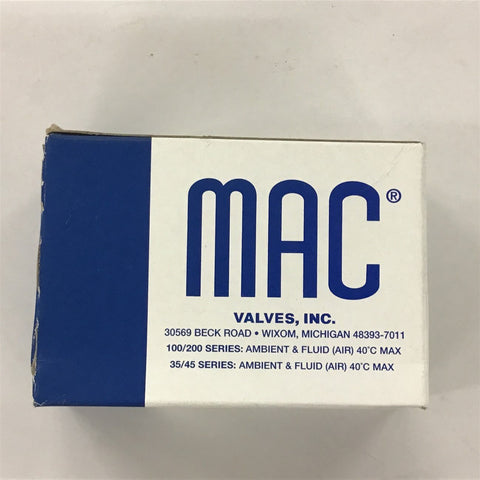 MAC®
VALVES, INC.
30569 BECK ROAD • WIXOM, MICHIGAN 48393-7011
100/200 SERIES: AMBIENT & FLUID (AIR) 40°C MAX
35/45 SERIES: AMBIENT & FLUID (AIR) 40°C MAX